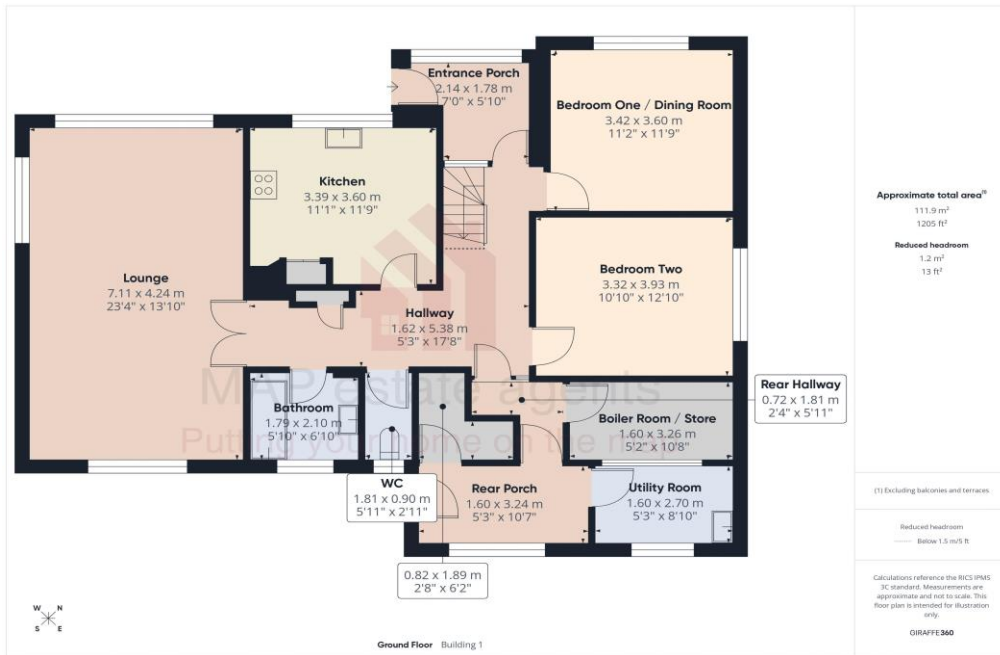 Entrance Porch
2.14 x 1.78 m
7'0" x 5'10"
Bedroom One / Dining Room
3.42 x 3.60 m
11'2" x 11'9"
Kitchen
3.39 x 3.60 m
11'1" x 11'9"
Lounge
7.11 x 4.24 m
23'4" x 13'10"
Bedroom Two
3.32 x 3.93 m
10'10" x 12'10"
Hallway
1.62 x 5.38 m
5'3" x 17'8"
MAP estate agents
Putting your home on the map
Rear Hallway
0.72 x 1.81 m
2'4" x 5'11"
Bathroom
1.79 x 2.10 m
5'10" x 6'10"
Boiler Room / Store
1.60 x 3.26 m
5'2" x 10'8"
WC
1.81 x 0.90 m
5'11" x 2'11"
Rear Porch
1.60 x 3.24 m
5'3" x 10'7"
Utility Room
1.60 x 2.70 m
5'3" x 8'10"
0.82 x 1.89 m
2'8" x 6'2"
W N
S E
Ground Floor Building 1
Approximate total area(1)
111.9 m²
1205 ft²
Reduced headroom
1.2 m²
13 ft²
(1) Excluding balconies and terraces
Reduced headroom
Below 1.5 m/5 ft
Calculations reference the RICS IPMS
3C standard. Measurements are
approximate and not to scale. This
floor plan is intended for illustration
only.
GIRAFFE360